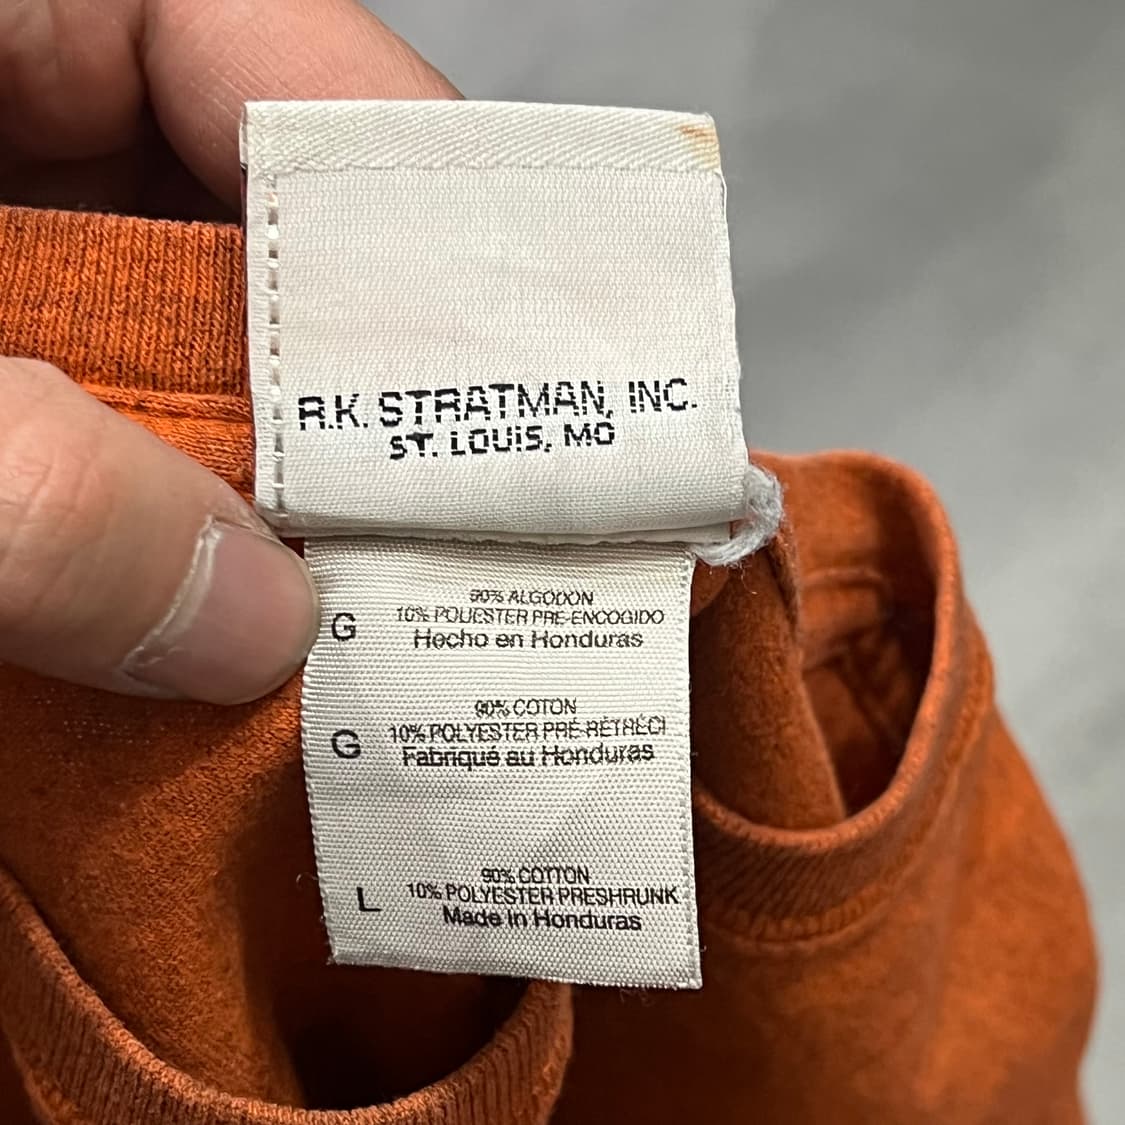 R.K. STRATMAN, INC.
ST. LOUIS, MO
G
90% ALGODON
10% POLIESTER PRE-ENCOGIDO
Hecho en Honduras
G
90% COTON
10% POLYESTER PRÉ-RÉTRÉCI
Fabriqué au Honduras
L
90% COTTON
10% POLYESTER PRESHRUNK
Made in Honduras